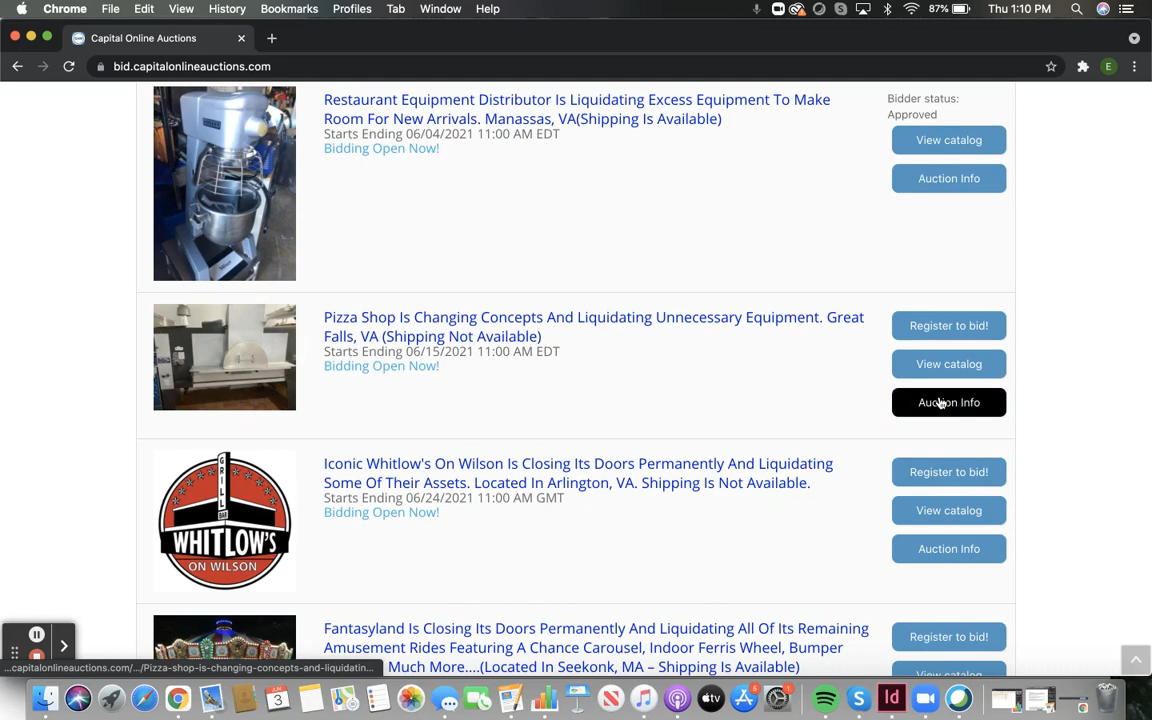 Chrome File Edit View History Bookmarks Profiles Tab Window Help 87% Thu 1:10 PM
Capital Online Auctions
bid.capitalonlineauctions.com E
Restaurant Equipment Distributor Is Liquidating Excess Equipment To Make
Room For New Arrivals. Manassas, VA(Shipping Is Available)
Starts Ending 06/04/2021 11:00 AM EDT
Bidding Open Now!
Bidder status:
Approved
View catalog
Auction Info
Pizza Shop Is Changing Concepts And Liquidating Unnecessary Equipment. Great
Falls, VA (Shipping Not Available)
Starts Ending 06/15/2021 11:00 AM EDT
Bidding Open Now!
Register to bid!
View catalog
Auction Info
GRILL
BAR
WHITLOW'S
ON WILSON
Iconic Whitlow's On Wilson Is Closing Its Doors Permanently And Liquidating
Some Of Their Assets. Located In Arlington, VA. Shipping Is Not Available.
Starts Ending 06/24/2021 11:00 AM GMT
Bidding Open Now!
Register to bid!
View catalog
Auction Info
Fantasyland Is Closing Its Doors Permanently And Liquidating All Of Its Remaining
Amusement Rides Featuring A Chance Carousel, Indoor Ferris Wheel, Bumper
Much More....(Located In Seekonk, MA – Shipping Is Available)
Register to bid!
View catalog
...capitalonlineauctions.com/.../Pizza-shop-is-changing-concepts-and-liquidatin...
3
tv
5
1
Id